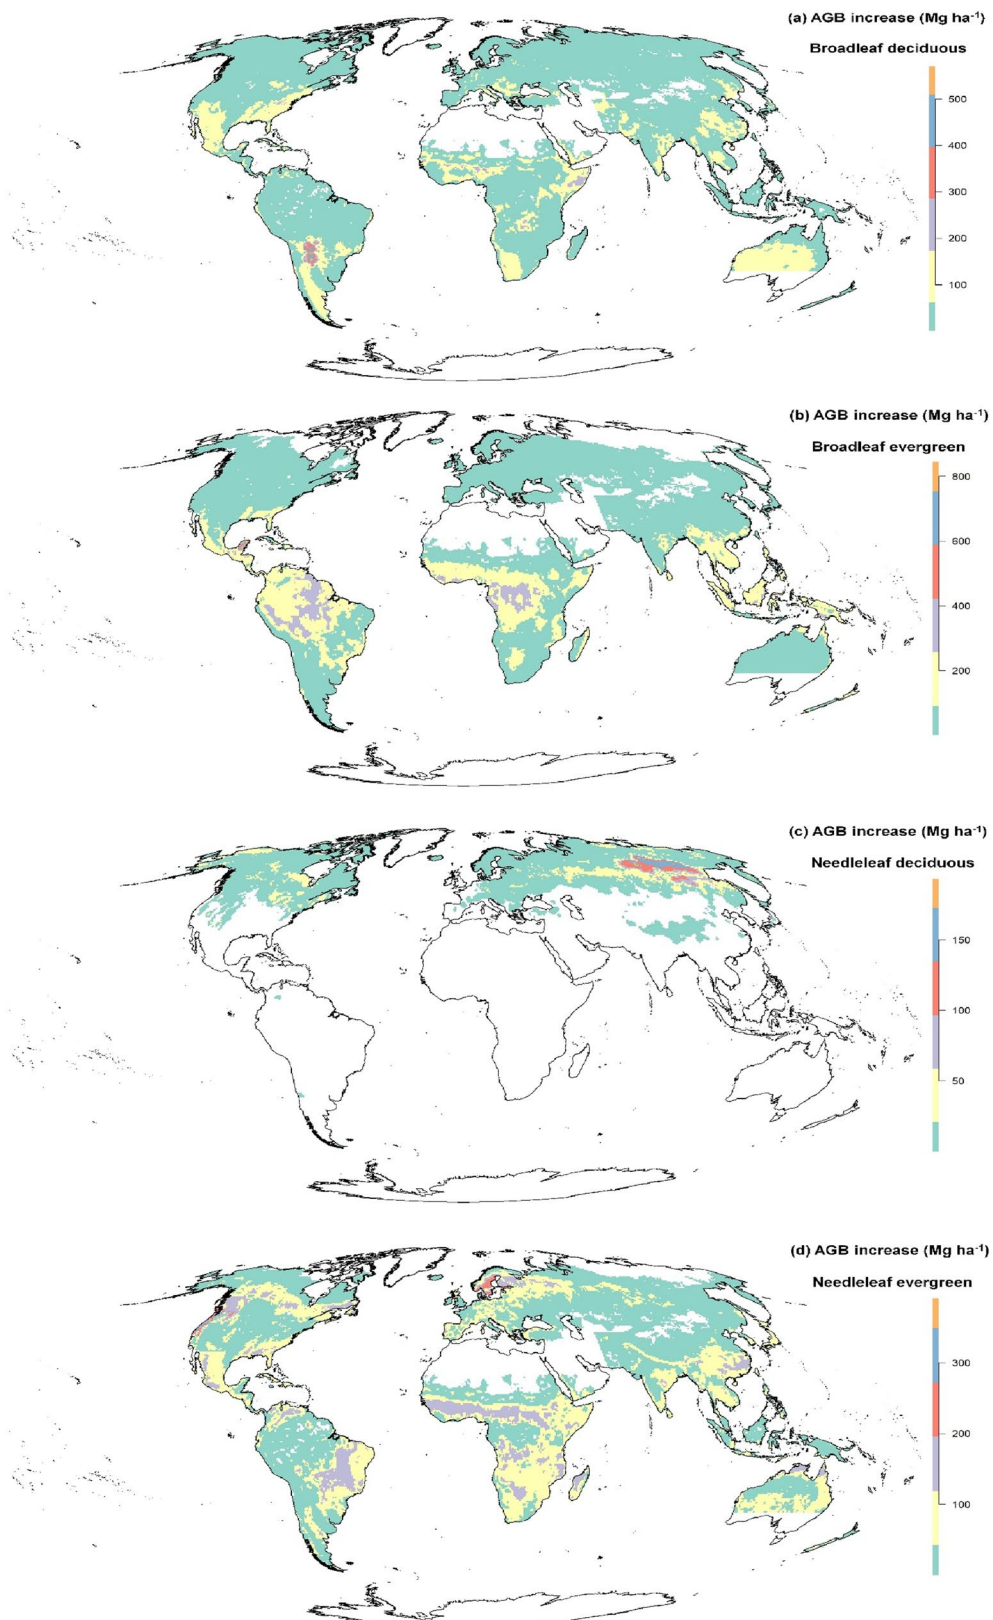 (a) AGB increase (Mg ha⁻¹)
Broadleaf deciduous
500
400
300
200
100
(b) AGB increase (Mg ha⁻¹)
Broadleaf evergreen
800
600
400
200
(c) AGB increase (Mg ha⁻¹)
Needleleaf deciduous
150
100
50
(d) AGB increase (Mg ha⁻¹)
Needleleaf evergreen
300
200
100